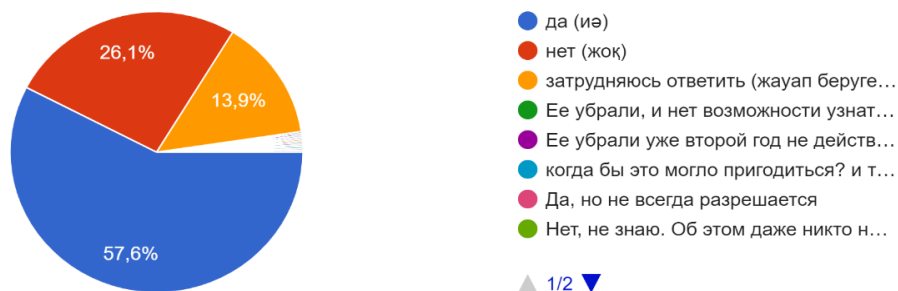 26,1%
13,9%
57,6%
да (иә)
нет (жоқ)
затрудняюсь ответить (жауап беруге…
Ее убрали, и нет возможности узнат…
Ее убрали уже второй год не действ…
когда бы это могло пригодиться? и т…
Да, но не всегда разрешается
Нет, не знаю. Об этом даже никто н…
1/2